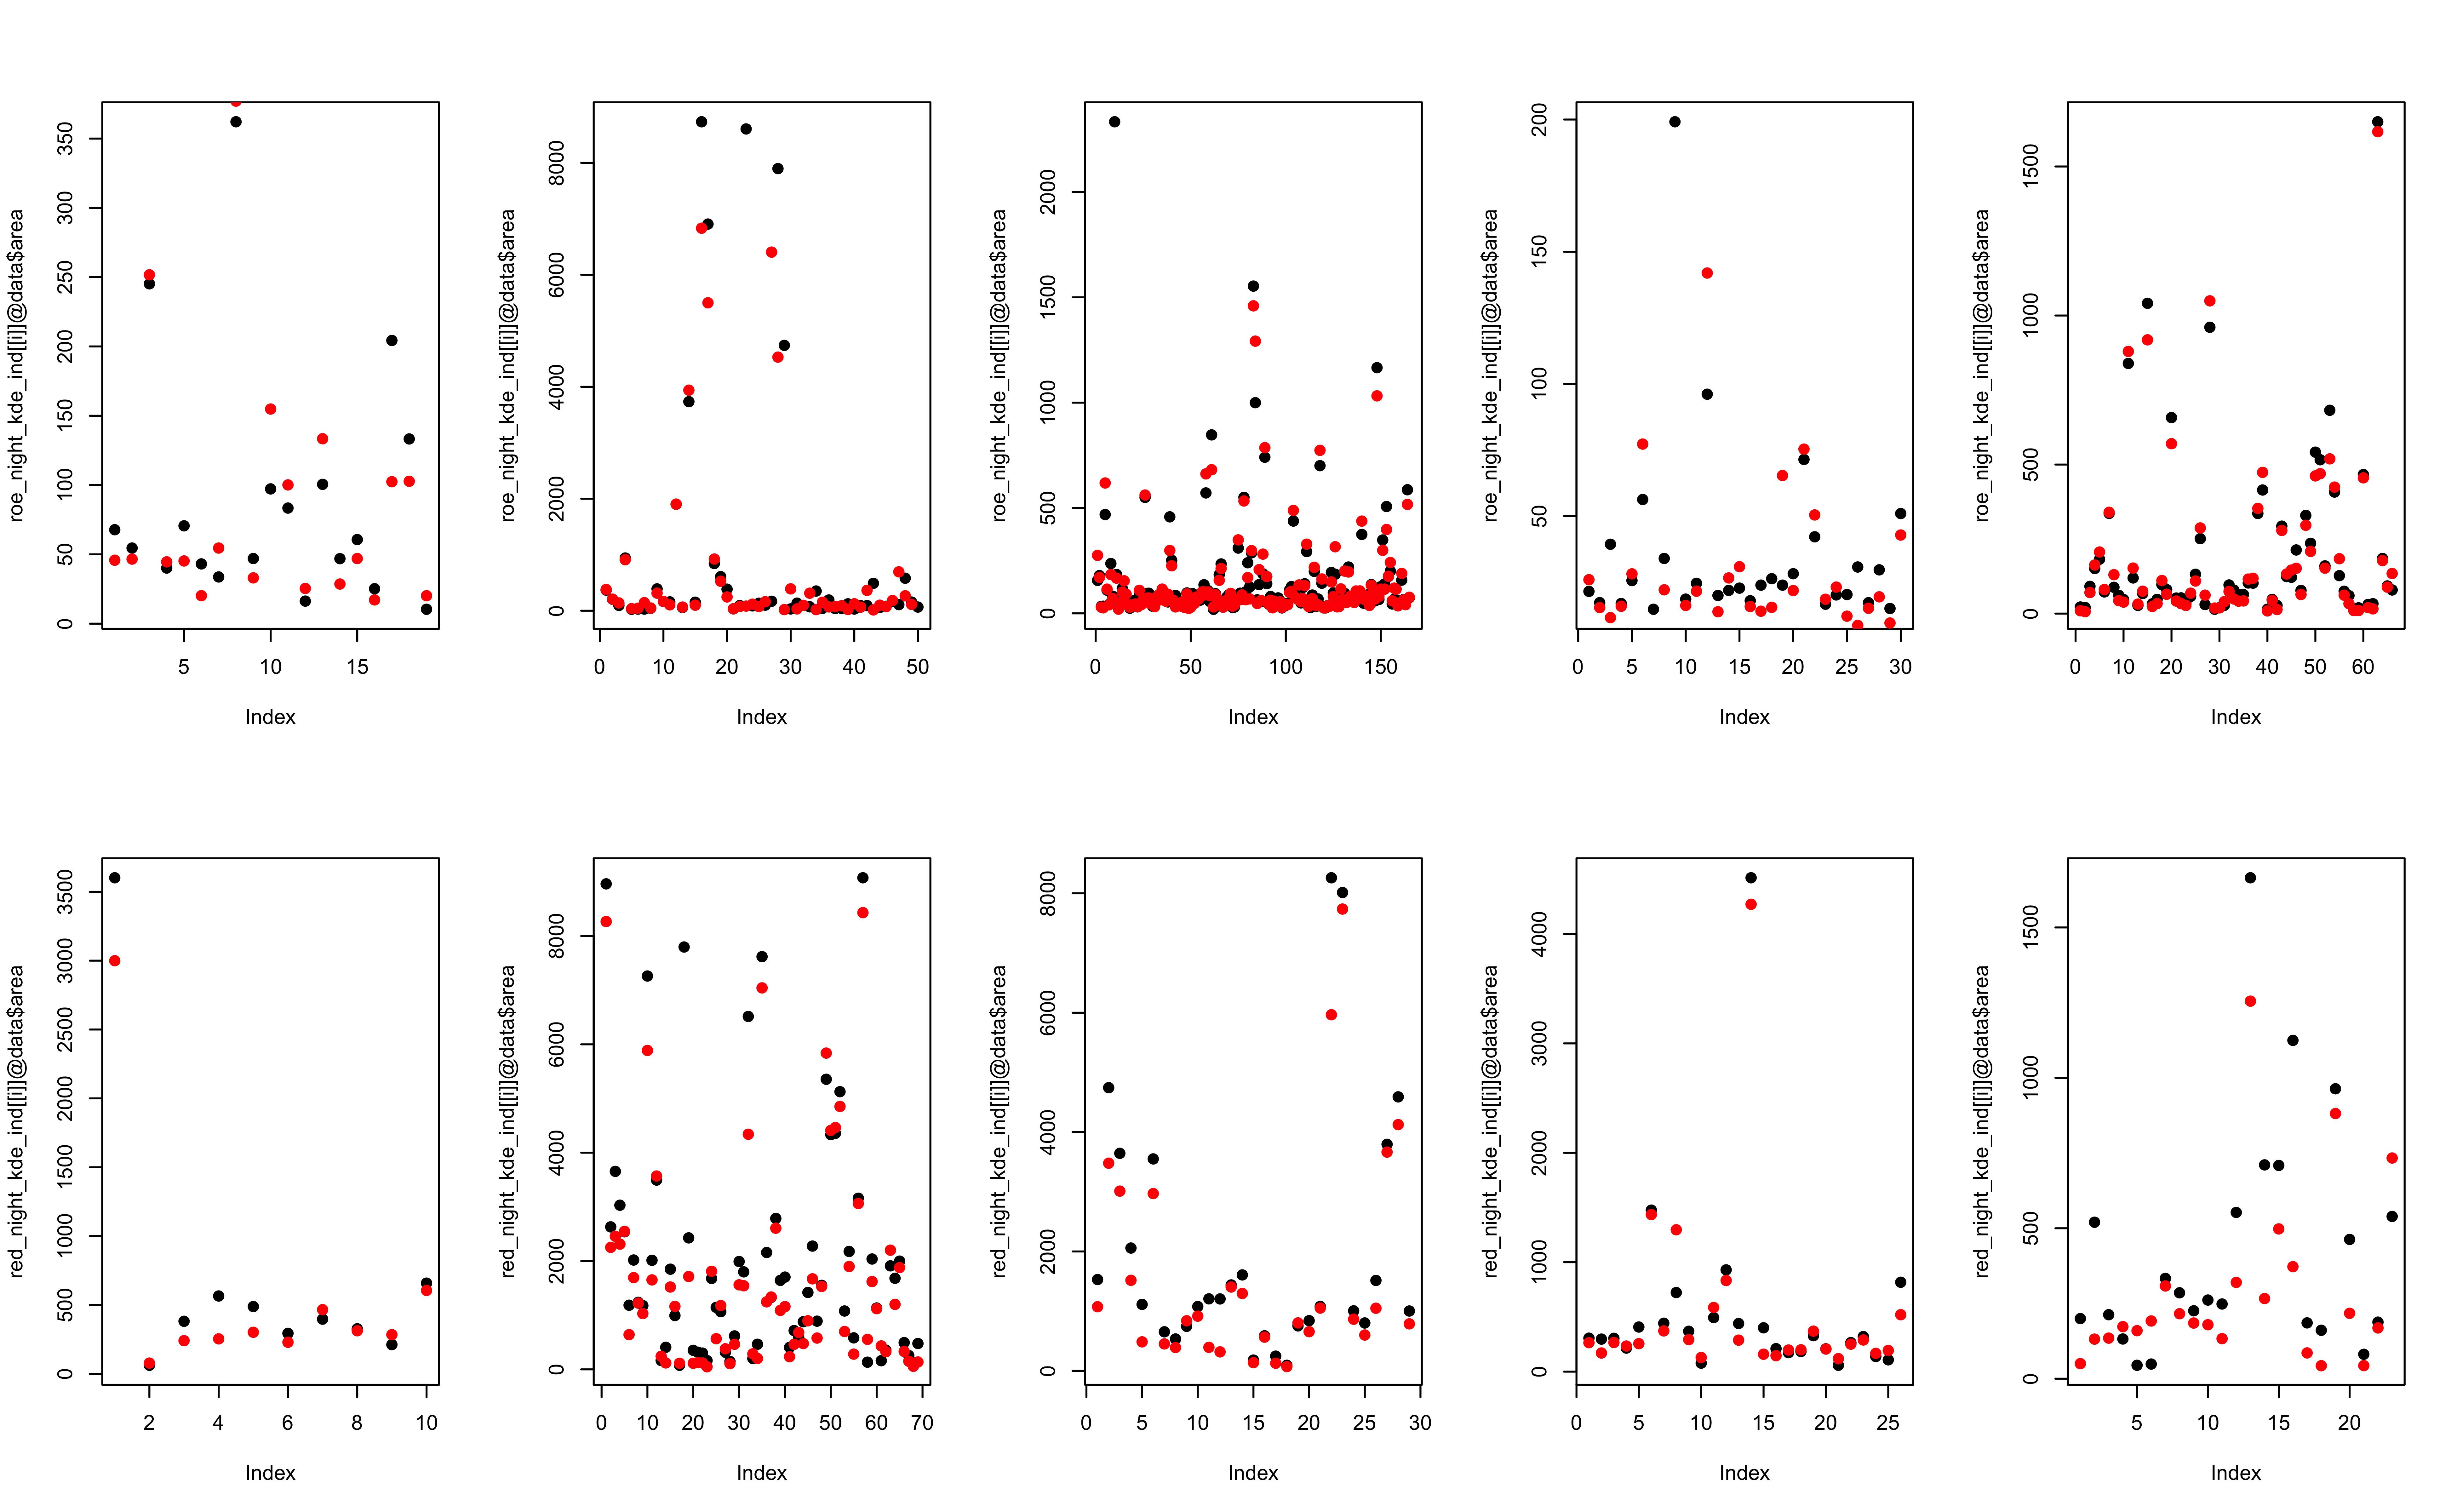 roe_night_kde_ind[[i]]@data$area
0 50 100 150 200 250 300 350
5 10 15
Index
roe_night_kde_ind[[i]]@data$area
0 2000 4000 6000 8000
0 10 20 30 40 50
Index
roe_night_kde_ind[[i]]@data$area
0 500 1000 1500 2000
0 50 100 150
Index
roe_night_kde_ind[[i]]@data$area
50 100 150 200
0 5 10 15 20 25 30
Index
roe_night_kde_ind[[i]]@data$area
0 500 1000 1500
0 10 20 30 40 50 60
Index
red_night_kde_ind[[i]]@data$area
0 500 1000 1500 2000 2500 3000 3500
2 4 6 8 10
Index
red_night_kde_ind[[i]]@data$area
0 2000 4000 6000 8000
0 10 20 30 40 50 60 70
Index
red_night_kde_ind[[i]]@data$area
0 2000 4000 6000 8000
0 5 10 15 20 25 30
Index
red_night_kde_ind[[i]]@data$area
0 1000 2000 3000 4000
0 5 10 15 20 25
Index
red_night_kde_ind[[i]]@data$area
0 500 1000 1500
5 10 15 20
Index